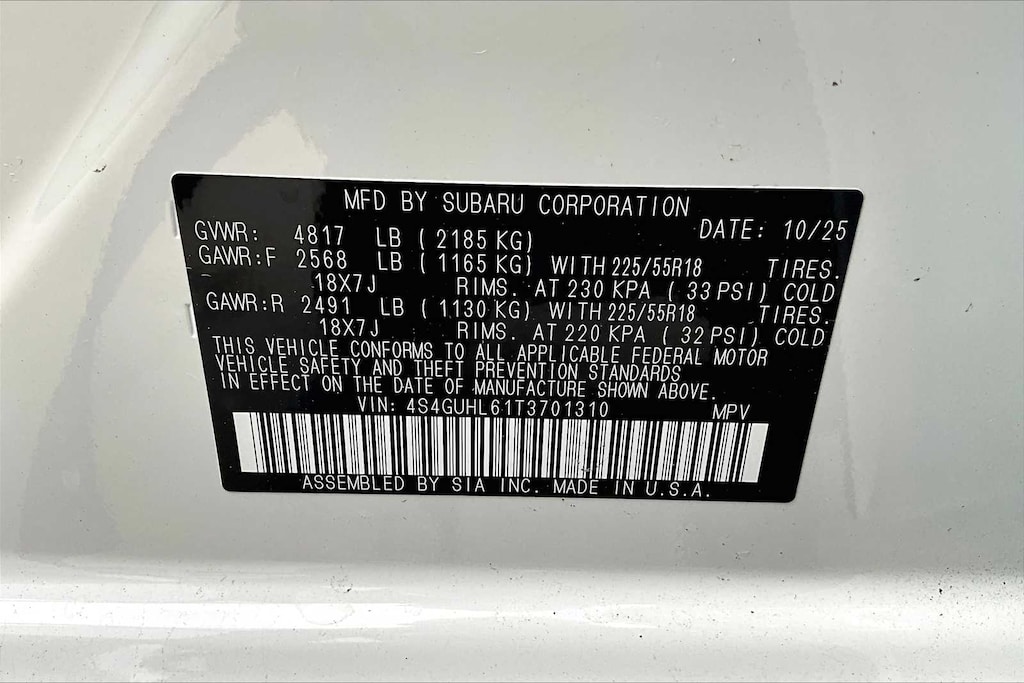 MFD BY SUBARU CORPORATION
DATE: 10/25
GVWR: 4817 LB ( 2185 KG)
GAWR:F 2568 LB ( 1165 KG) WITH 225/55R18 TIRES.
18X7J RIMS. AT 230 KPA ( 33 PSI) COLD
GAWR:R 2491 LB ( 1130 KG) WITH 225/55R18 TIRES.
18X7J RIMS. AT 220 KPA ( 32 PSI) COLD
THIS VEHICLE CONFORMS TO ALL APPLICABLE FEDERAL MOTOR
VEHICLE SAFETY AND THEFT PREVENTION STANDARDS
IN EFFECT ON THE DATE OF MANUFACTURE SHOWN ABOVE.
VIN: 4S4GUHL61T3701310 MPV
ASSEMBLED BY SIA INC. MADE IN U.S.A.